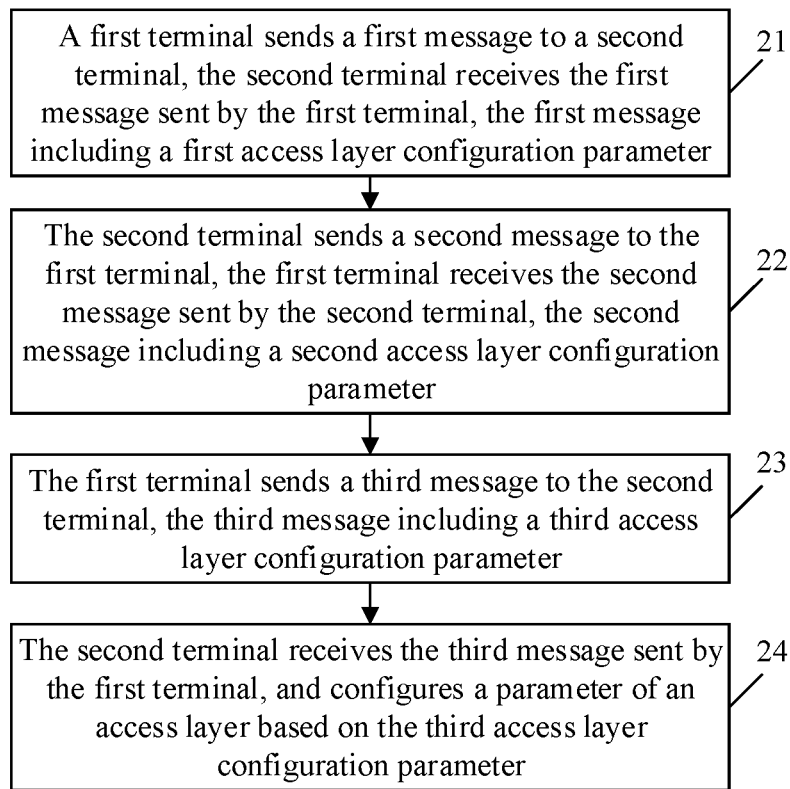 A first terminal sends a first message to a second
terminal, the second terminal receives the first
message sent by the first terminal, the first message
including a first access layer configuration parameter
21
The second terminal sends a second message to the
first terminal, the first terminal receives the second
message sent by the second terminal, the second
message including a second access layer configuration
parameter
22
The first terminal sends a third message to the second
terminal, the third message including a third access
layer configuration parameter
23
The second terminal receives the third message sent by
the first terminal, and configures a parameter of an
access layer based on the third access layer
configuration parameter
24